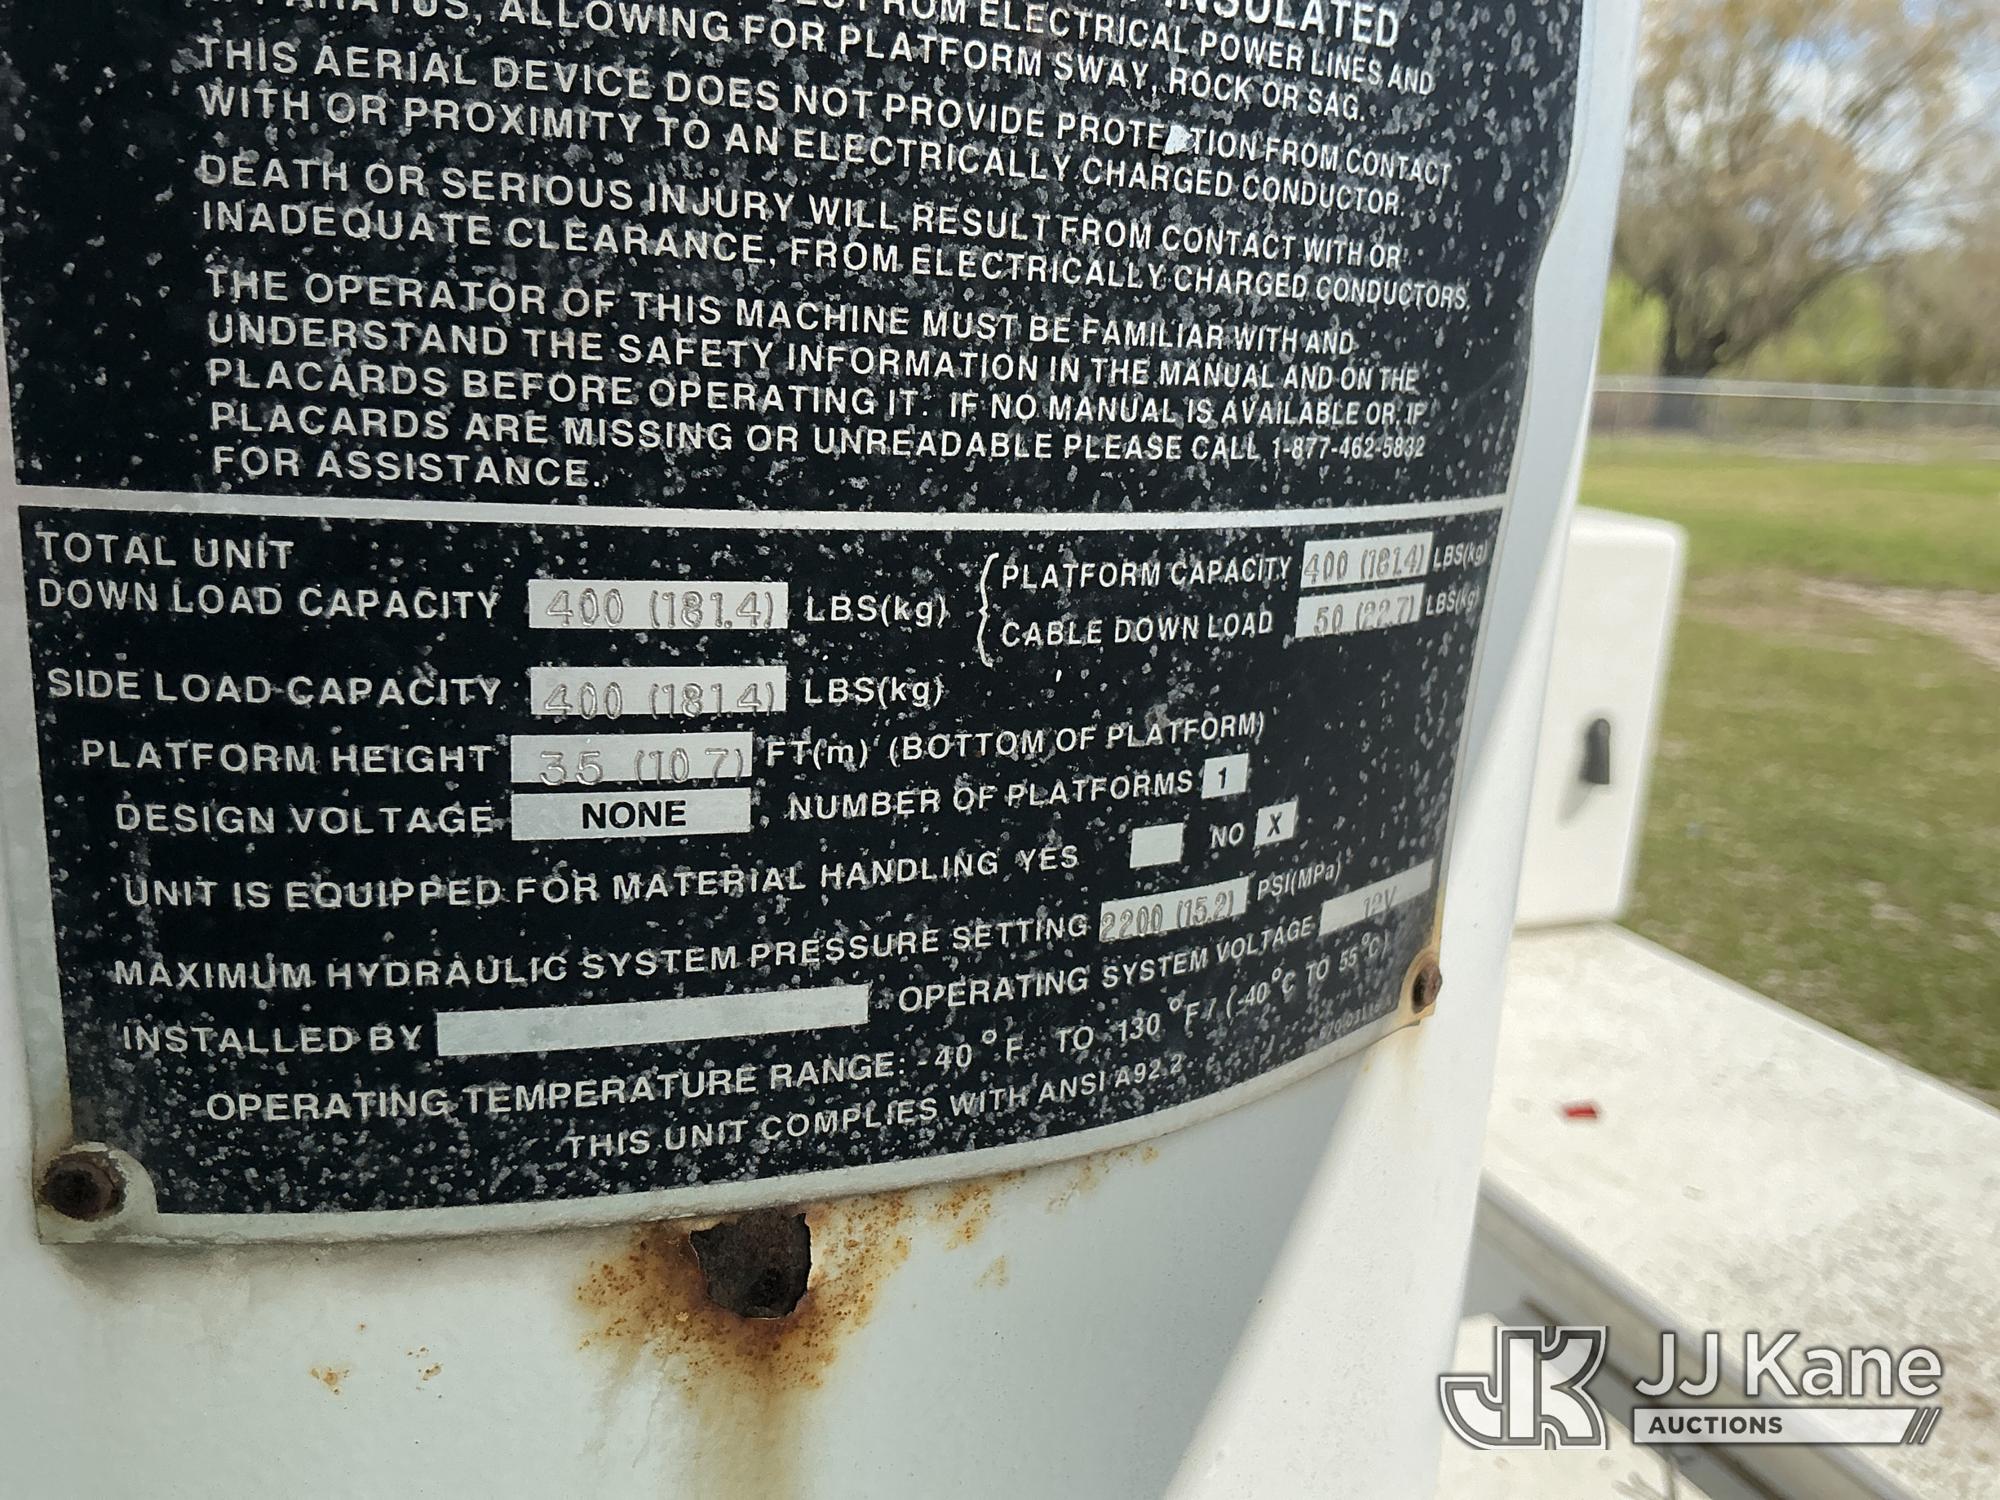 INSULATED
ALLOWING FOR PLATFORM SWAY, ROCK OR SAG.
FROM ELECTRICAL POWER LINES AND
THIS AERIAL DEVICE DOES NOT PROVIDE PROTECTION FROM CONTACT
WITH OR PROXIMITY TO AN ELECTRICALLY CHARGED CONDUCTOR.
DEATH OR SERIOUS INJURY WILL RESULT FROM CONTACT WITH OR
INADEQUATE CLEARANCE, FROM ELECTRICALLY CHARGED CONDUCTORS,
THE OPERATOR OF THIS MACHINE MUST BE FAMILIAR WITH AND
UNDERSTAND THE SAFETY INFORMATION IN THE MANUAL AND ON THE
PLACARDS BEFORE OPERATING IT. IF NO MANUAL IS AVAILABLE OR IF
PLACARDS ARE MISSING OR UNREADABLE PLEASE CALL 1-877-462-5832
FOR ASSISTANCE.
TOTAL UNIT
DOWN LOAD CAPACITY 400 (181.4) LBS(kg)
PLATFORM CAPACITY 400 (181.4) LBS(kg)
CABLE DOWN LOAD 50 (22.7) LBS(kg)
SIDE LOAD CAPACITY 400 (181.4) LBS(kg)
PLATFORM HEIGHT 35 (10.7) FT(m) (BOTTOM OF PLATFORM)
DESIGN VOLTAGE NONE, NUMBER OF PLATFORMS 1
UNIT IS EQUIPPED FOR MATERIAL HANDLING YES NO X
MAXIMUM HYDRAULIC SYSTEM PRESSURE SETTING 2200 (15.2) PSI(MPa)
INSTALLED BY OPERATING SYSTEM VOLTAGE 12V
OPERATING TEMPERATURE RANGE: -40 °F TO 130 °F / (-40 °C TO 55 °C)
THIS UNIT COMPLIES WITH ANSI A92.2
JJ Kane
AUCTIONS